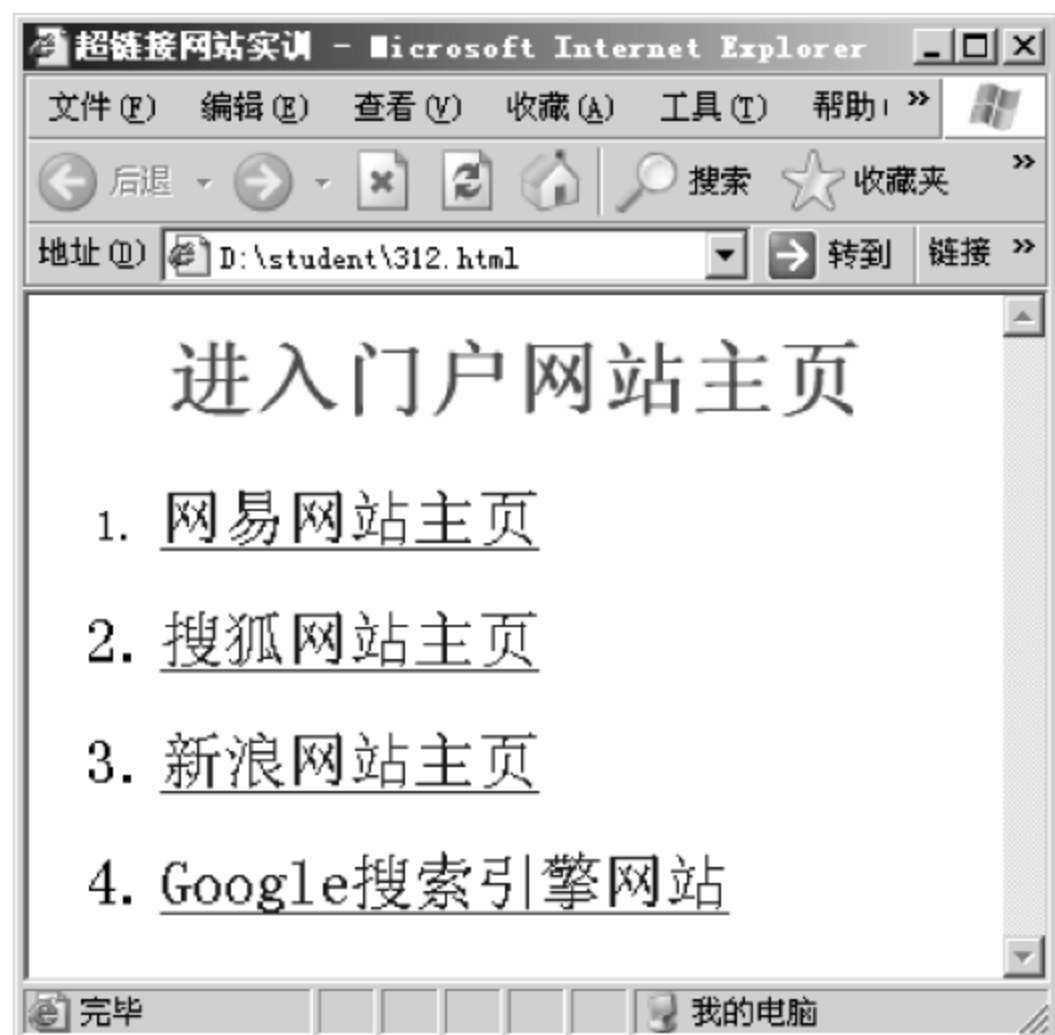 超链接网站实训 - Microsoft Internet Explorer
文件(F) 编辑(E) 查看(V) 收藏(A) 工具(T) 帮助( »
后退 搜索 收藏夹 »
地址(D) D:\student\312.html 转到 链接 »
进入门户网站主页
1. 网易网站主页
2. 搜狐网站主页
3. 新浪网站主页
4. Google搜索引擎网站
完毕 我的电脑